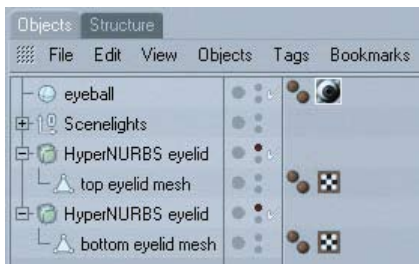 Objects Structure
File Edit View Objects Tags Bookmarks
eyeball
Scenelights
HyperNURBS eyelid
top eyelid mesh
HyperNURBS eyelid
bottom eyelid mesh